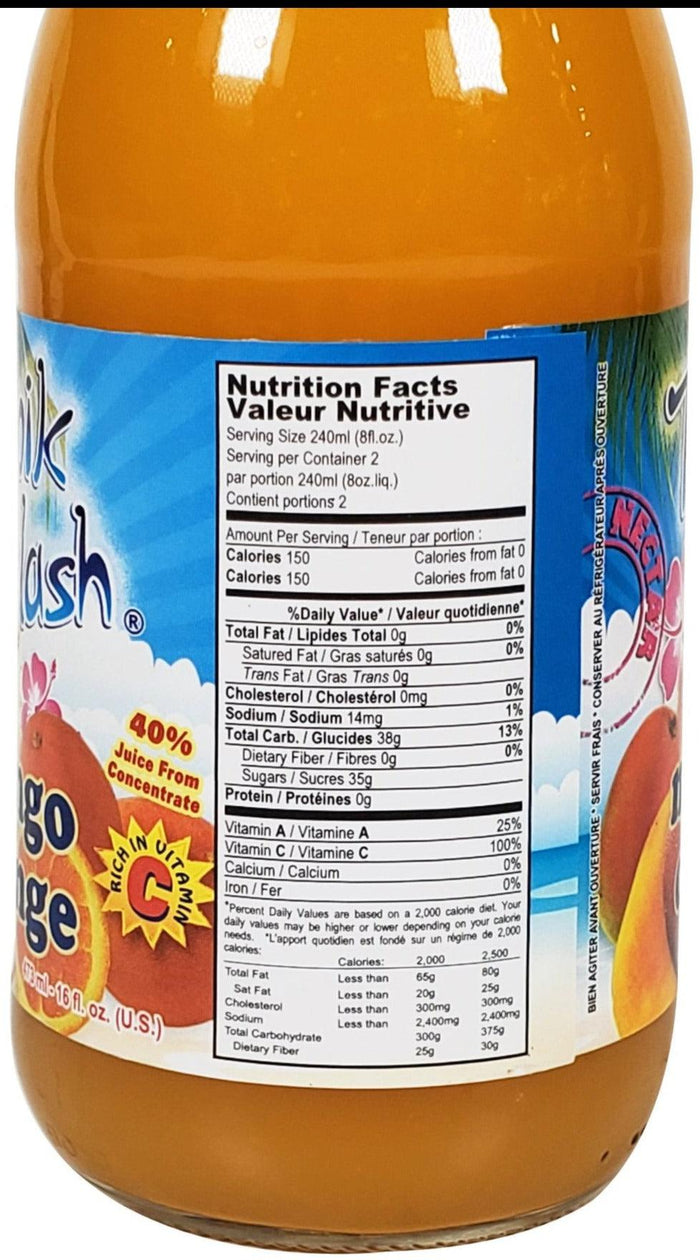 ik
lash ®
40%
Juice From
Concentrate
go
nge
RICH IN VITAMIN
C
473 ml - 16 fl. oz. (U.S.)
Nutrition Facts
Valeur Nutritive
Serving Size 240ml (8fl.oz.)
Serving per Container 2
par portion 240ml (8oz.liq.)
Contient portions 2
Amount Per Serving / Teneur par portion :
Calories 150 Calories from fat 0
Calories 150 Calories from fat 0
%Daily Value* / Valeur quotidienne*
Total Fat / Lipides Total 0g 0%
Satured Fat / Gras saturés 0g 0%
Trans Fat / Gras Trans 0g
Cholesterol / Cholestérol 0mg 0%
Sodium / Sodium 14mg 1%
Total Carb. / Glucides 38g 13%
Dietary Fiber / Fibres 0g 0%
Sugars / Sucres 35g
Protein / Protéines 0g
Vitamin A / Vitamine A 25%
Vitamin C / Vitamine C 100%
Calcium / Calcium 0%
Iron / Fer 0%
*Percent Daily Values are based on a 2,000 calorie diet. Your
daily values may be higher or lower depending on your calorie
needs. *L'apport quotidien est fondé sur un régime de 2,000
calories:
Calories: 2,000 2,500
Total Fat Less than 65g 80g
Sat Fat Less than 20g 25g
Cholesterol Less than 300mg 300mg
Sodium Less than 2,400mg 2,400mg
Total Carbohydrate 300g 375g
Dietary Fiber 25g 30g
BIEN AGITER AVANT OUVERTURE * SERVIR FRAIS * CONSERVER AU RÉFRIGÉRATEUR APRÈS OUVERTURE
NECTAR